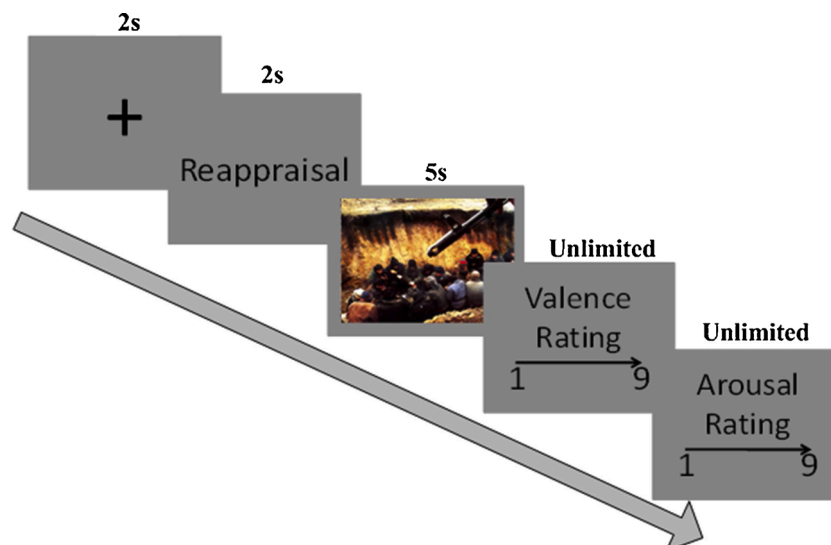 2s
+
2s
Reappraisal
5s
Unlimited
Valence
Rating
1 9
Unlimited
Arousal
Rating
1 9